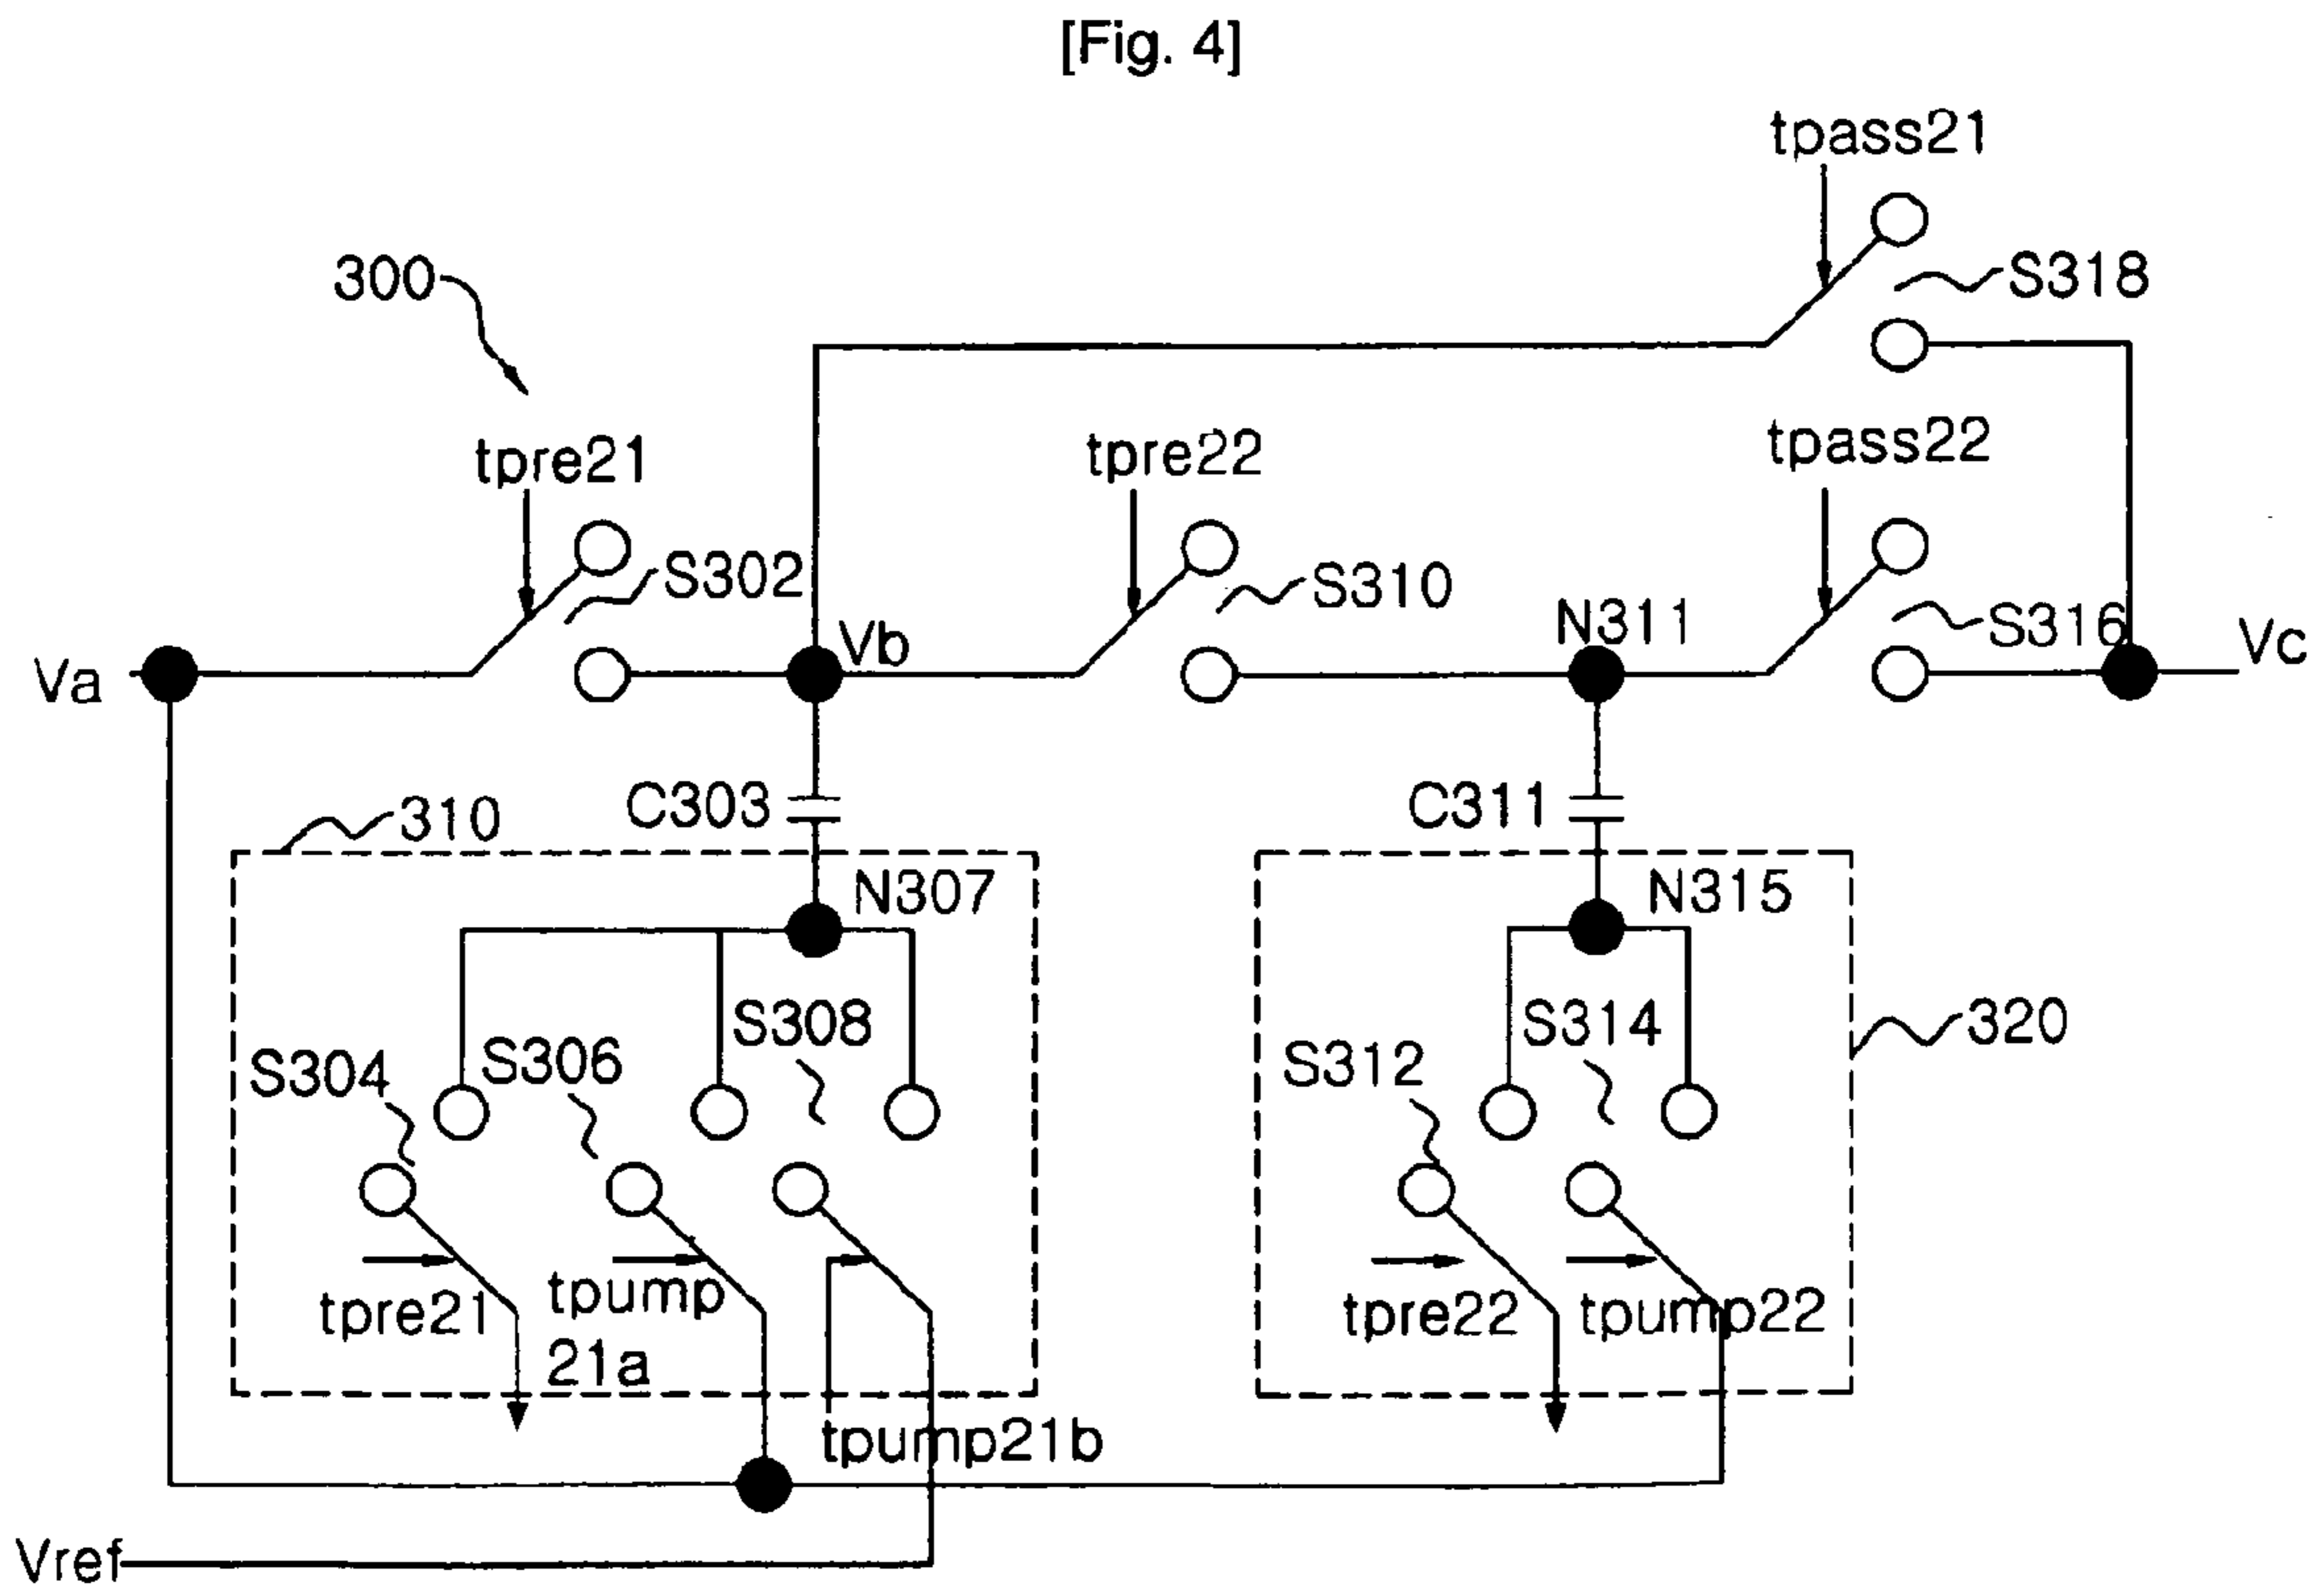 [Fig. 4]
tpass21
300
S318
tpre21
tpre22
tpass22
S302
S310
N311
S316
Va
Vb
Vc
310
C303
C311
N307
N315
S304
S306
S308
S312
S314
320
tpre21
tpump
21a
tpump21b
tpre22
tpump22
Vref